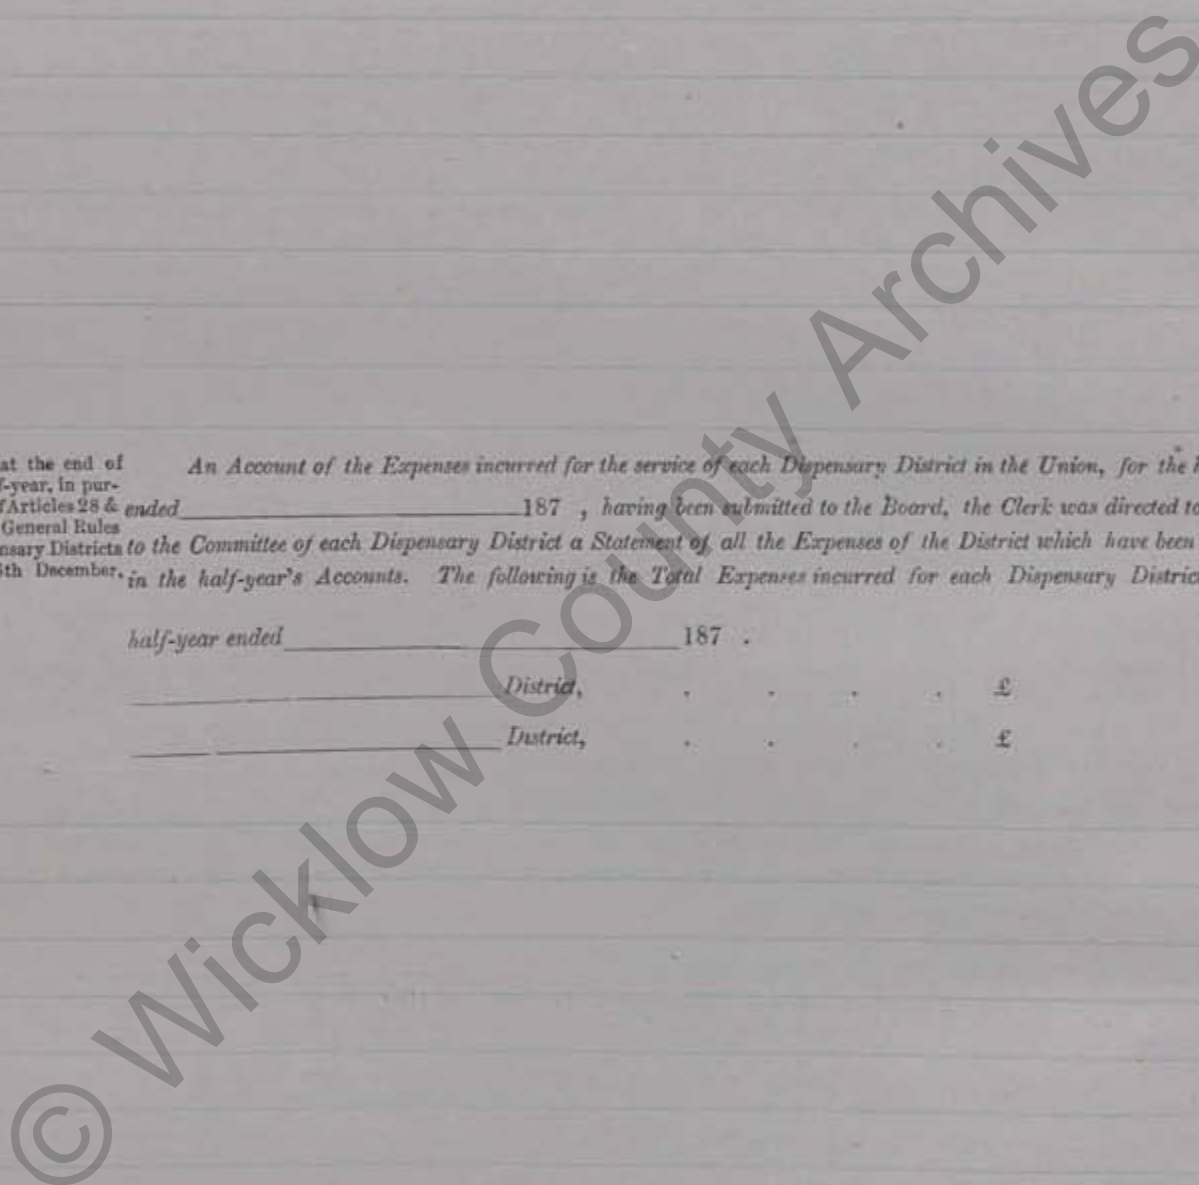 at the end of
f-year, in pur-
f Articles 28 &
General Rules
nsary Districts
th December.
An Account of the Expenses incurred for the service of each Dispensary District in the Union, for the h
ended 187 , having been submitted to the Board, the Clerk was directed to
to the Committee of each Dispensary District a Statement of all the Expenses of the District which have been
in the half-year's Accounts. The following is the Total Expenses incurred for each Dispensary District
half-year ended 187 .
District, . . . . £
District, . . . . £
© Wicklow County Archives